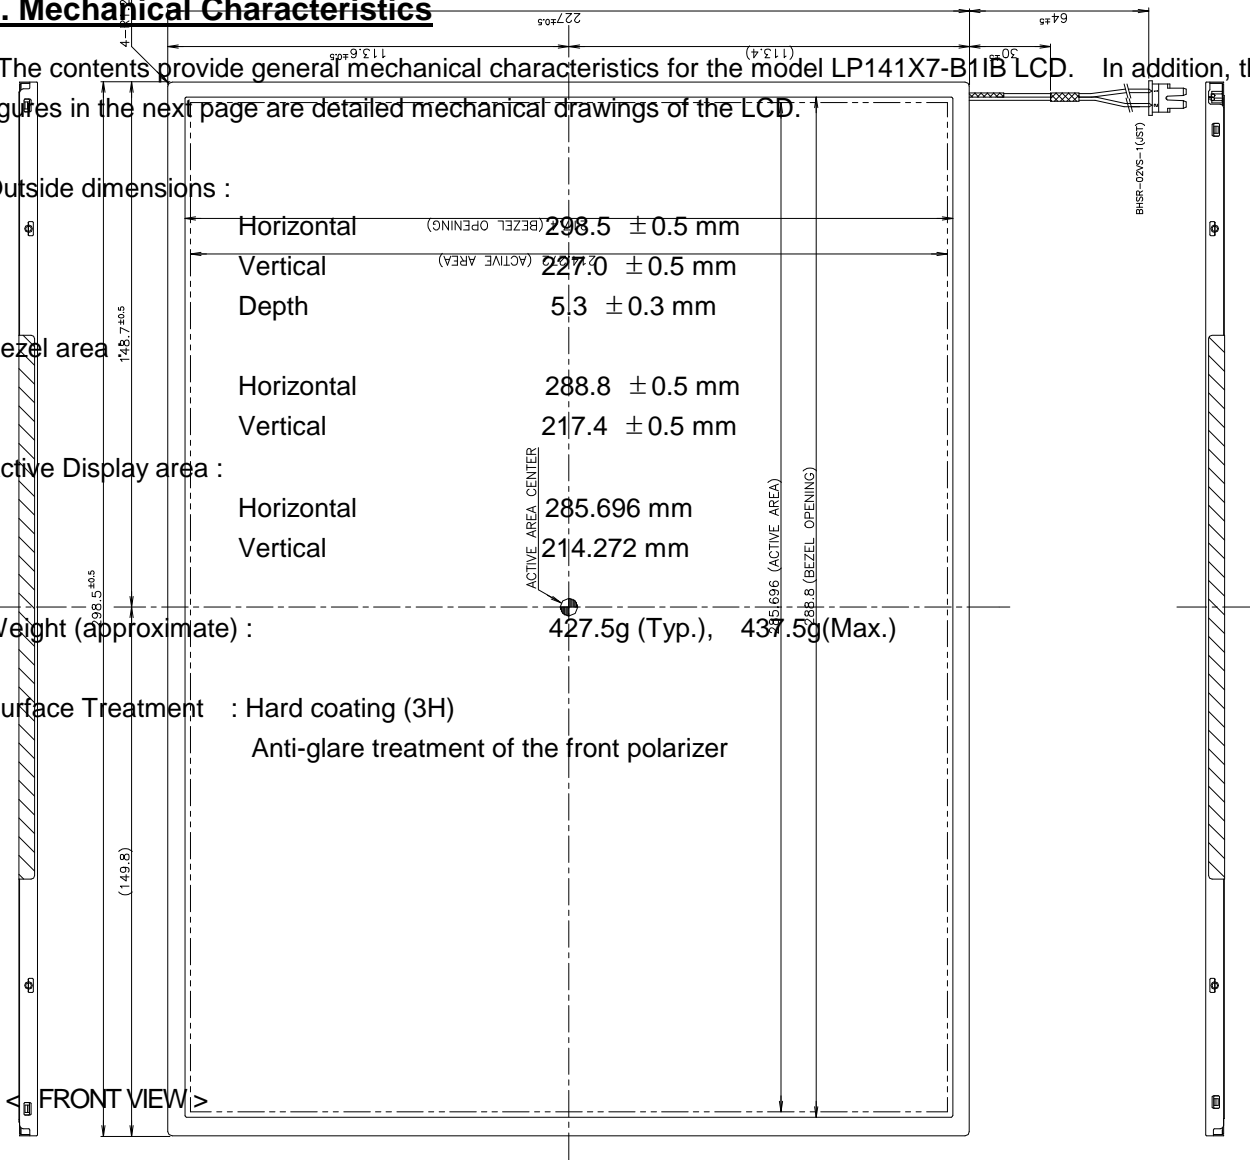 . Mechanical Characteristics
The contents provide general mechanical characteristics for the model LP141X7-B1IB LCD. In addition, th
gures in the next page are detailed mechanical drawings of the LCD.
Outside dimensions :
Horizontal 298.5 ±0.5 mm
Vertical 227.0 ±0.5 mm
Depth 5.3 ±0.3 mm
ezel area :
Horizontal 288.8 ±0.5 mm
Vertical 217.4 ±0.5 mm
ctive Display area :
Horizontal 285.696 mm
Vertical 214.272 mm
Weight (approximate) : 427.5g (Typ.), 437.5g(Max.)
urface Treatment : Hard coating (3H)
Anti-glare treatment of the front polarizer
< FRONT VIEW >
227±0.5
64±5
113.6±0.5
(113.4)
30±5
BHSR-02VS-1(JST)
(BEZEL OPENING)
214.272 (ACTIVE AREA)
148.7±0.5
298.5±0.5
(149.8)
ACTIVE AREA CENTER
285.696 (ACTIVE AREA)
288.8 (BEZEL OPENING)